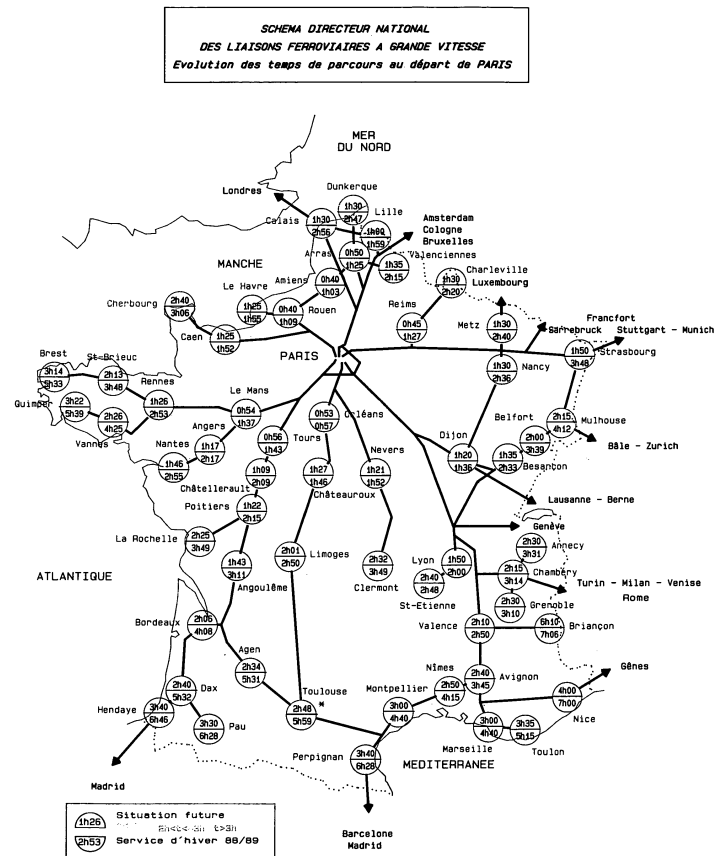 SCHEMA DIRECTEUR NATIONAL
DES LIAISONS FERROVIAIRES A GRANDE VITESSE
Evolution des temps de parcours au départ de PARIS
MER
DU NORD
Dunkerque
1h30
2h47
Londres
Calais
1h30
2h56
Lille
1h00
1h59
Amsterdam
Cologne
Bruxelles
Arras
0h50
1h25
Valenciennes
1h35
2h15
MANCHE
Amiens
0h40
1h03
Charleville
1h30
2h20
Luxembourg
Le Havre
1h25
1h55
Rouen
0h40
1h09
Reims
0h45
1h27
Metz
1h30
2h40
Cherbourg
2h40
3h06
Caen
1h25
1h52
Sarrebruck
Francfort
Stuttgart - Munich
Strasbourg
1h50
3h48
PARIS
Nancy
1h30
2h36
Brest
3h14
5h33
St-Brieuc
2h13
3h48
Rennes
1h26
2h53
Le Mans
0h54
1h37
Quimper
3h22
5h39
Vannes
2h26
4h25
Angers
1h17
2h17
Nantes
1h46
2h55
Orléans
0h53
0h57
Tours
0h56
1h43
Nevers
1h21
1h52
Dijon
1h20
1h36
Belfort
2h00
3h39
Mulhouse
2h15
4h12
Bâle - Zurich
Besançon
1h35
2h33
Châtellerault
1h09
2h09
Châteauroux
1h27
1h46
Lausanne - Berne
Poitiers
1h22
2h15
Genève
La Rochelle
2h25
3h49
Limoges
2h01
2h50
Clermont
2h32
3h49
Lyon
1h50
2h00
Annecy
2h30
3h31
Chambéry
2h15
3h14
St-Etienne
2h40
2h48
Grenoble
2h30
3h10
Turin - Milan - Venise
Rome
ATLANTIQUE
Angoulême
1h43
3h11
Bordeaux
2h06
4h08
Valence
2h10
2h50
Briançon
6h10
7h06
Agen
2h34
5h31
Toulouse
*
2h48
5h59
Nîmes
2h50
4h15
Avignon
2h40
3h45
Gênes
Montpellier
3h00
4h40
Nice
4h00
7h00
Dax
2h40
5h32
Hendaye
3h40
6h46
Pau
3h30
6h28
Marseille
3h00
4h40
Toulon
3h35
5h15
Perpignan
3h40
6h28
MEDITERRANEE
Madrid
Barcelone
Madrid
1h26
Situation future
2h<t<3h t>3h
2h53
Service d'hiver 88/89